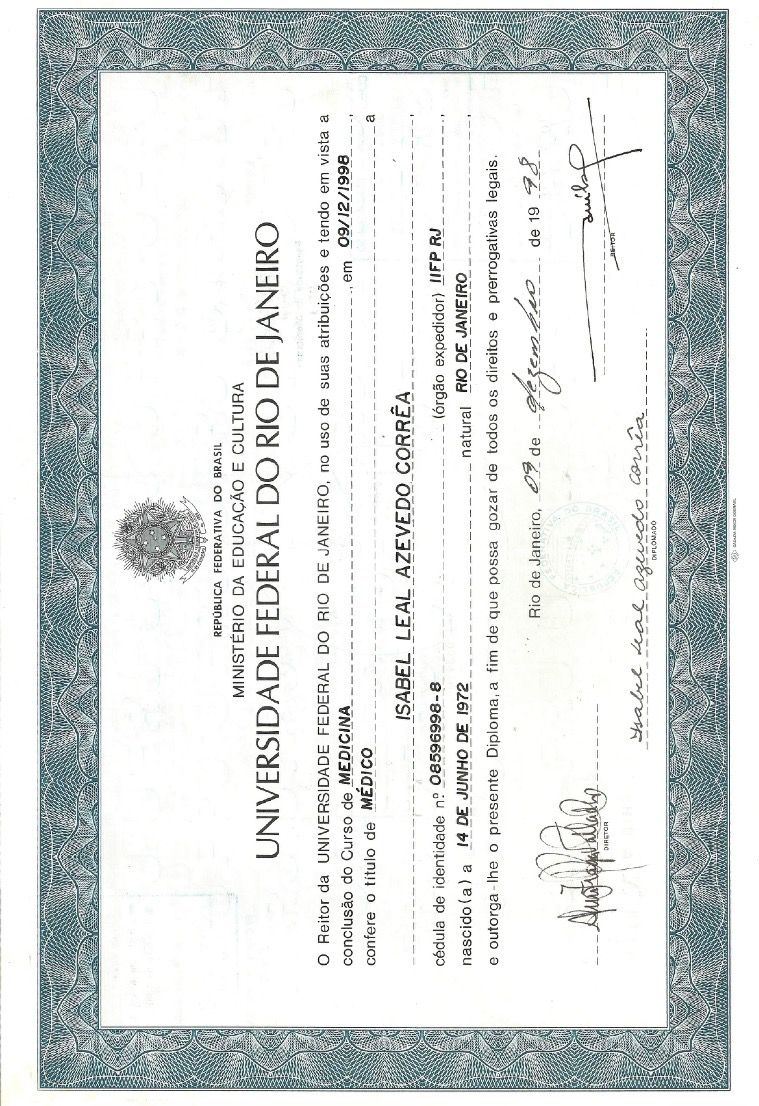 REPÚBLICA FEDERATIVA DO BRASIL
MINISTÉRIO DA EDUCAÇÃO E CULTURA
UNIVERSIDADE FEDERAL DO RIO DE JANEIRO
O Reitor da UNIVERSIDADE FEDERAL DO RIO DE JANEIRO, no uso de suas atribuições e tendo em vista a
conclusão do Curso de MEDICINA, em 09/12/1998,
confere o título de MÉDICO a
ISABEL LEAL AZEVEDO CORRÊA,
cédula de identidade nº 08596998-8 (órgão expedidor) IIFP RJ,
nascido(a) a 14 DE JUNHO DE 1972 natural RIO DE JANEIRO,
e outorga-lhe o presente Diploma, a fim de que possa gozar de todos os direitos e prerrogativas legais.
Rio de Janeiro, 09 de dezembro de 1998
DIRETOR
REITOR
Isabel Leal Azevedo Corrêa
DIPLOMADO